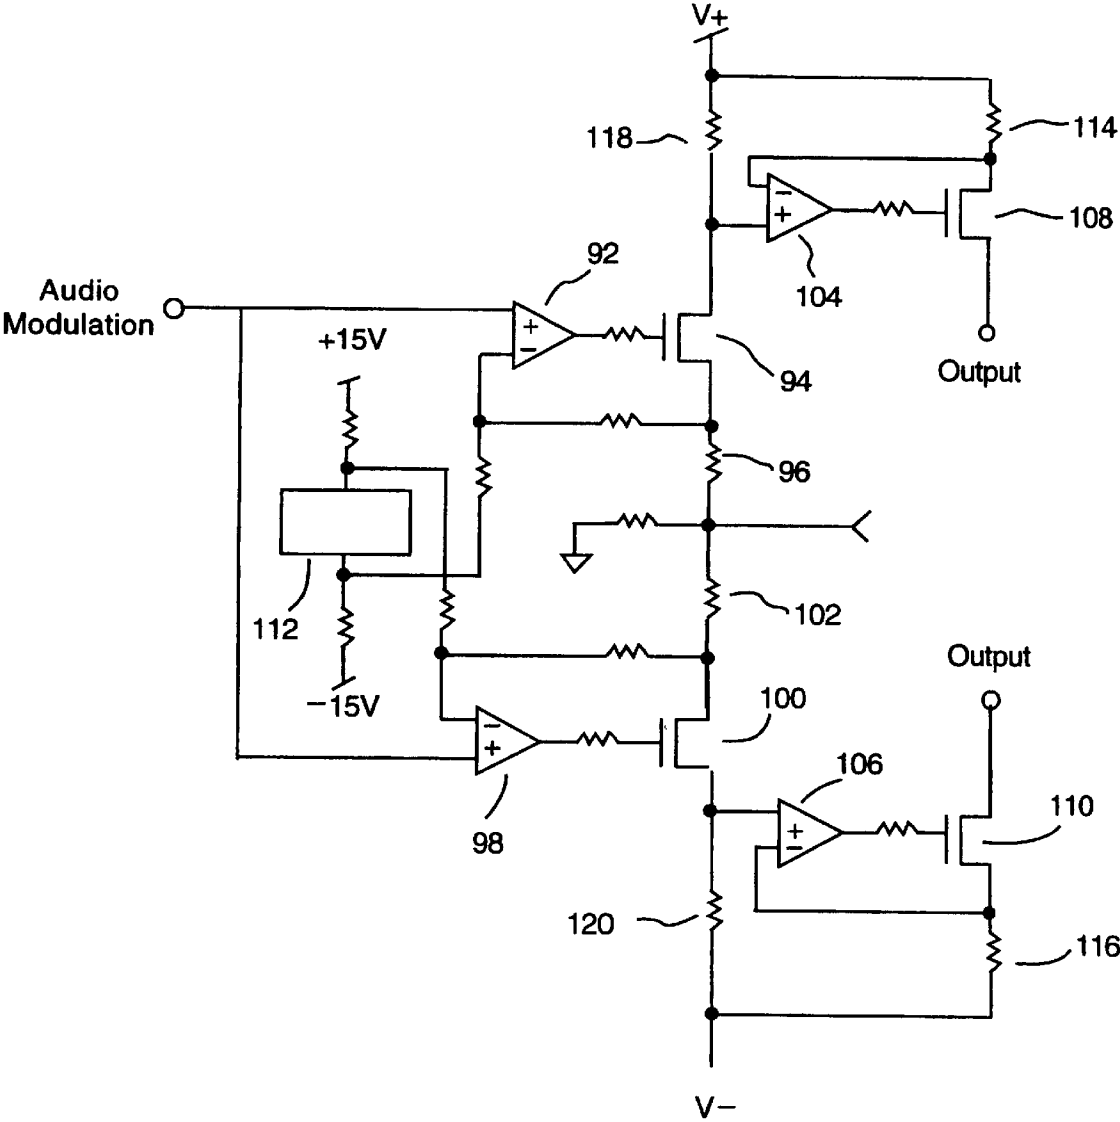 V+
118
114
108
104
92
Audio
Modulation
+15V
+
−
−
+
94
Output
96
112
102
−15V
Output
100
−
+
98
106
+
−
110
120
116
V−